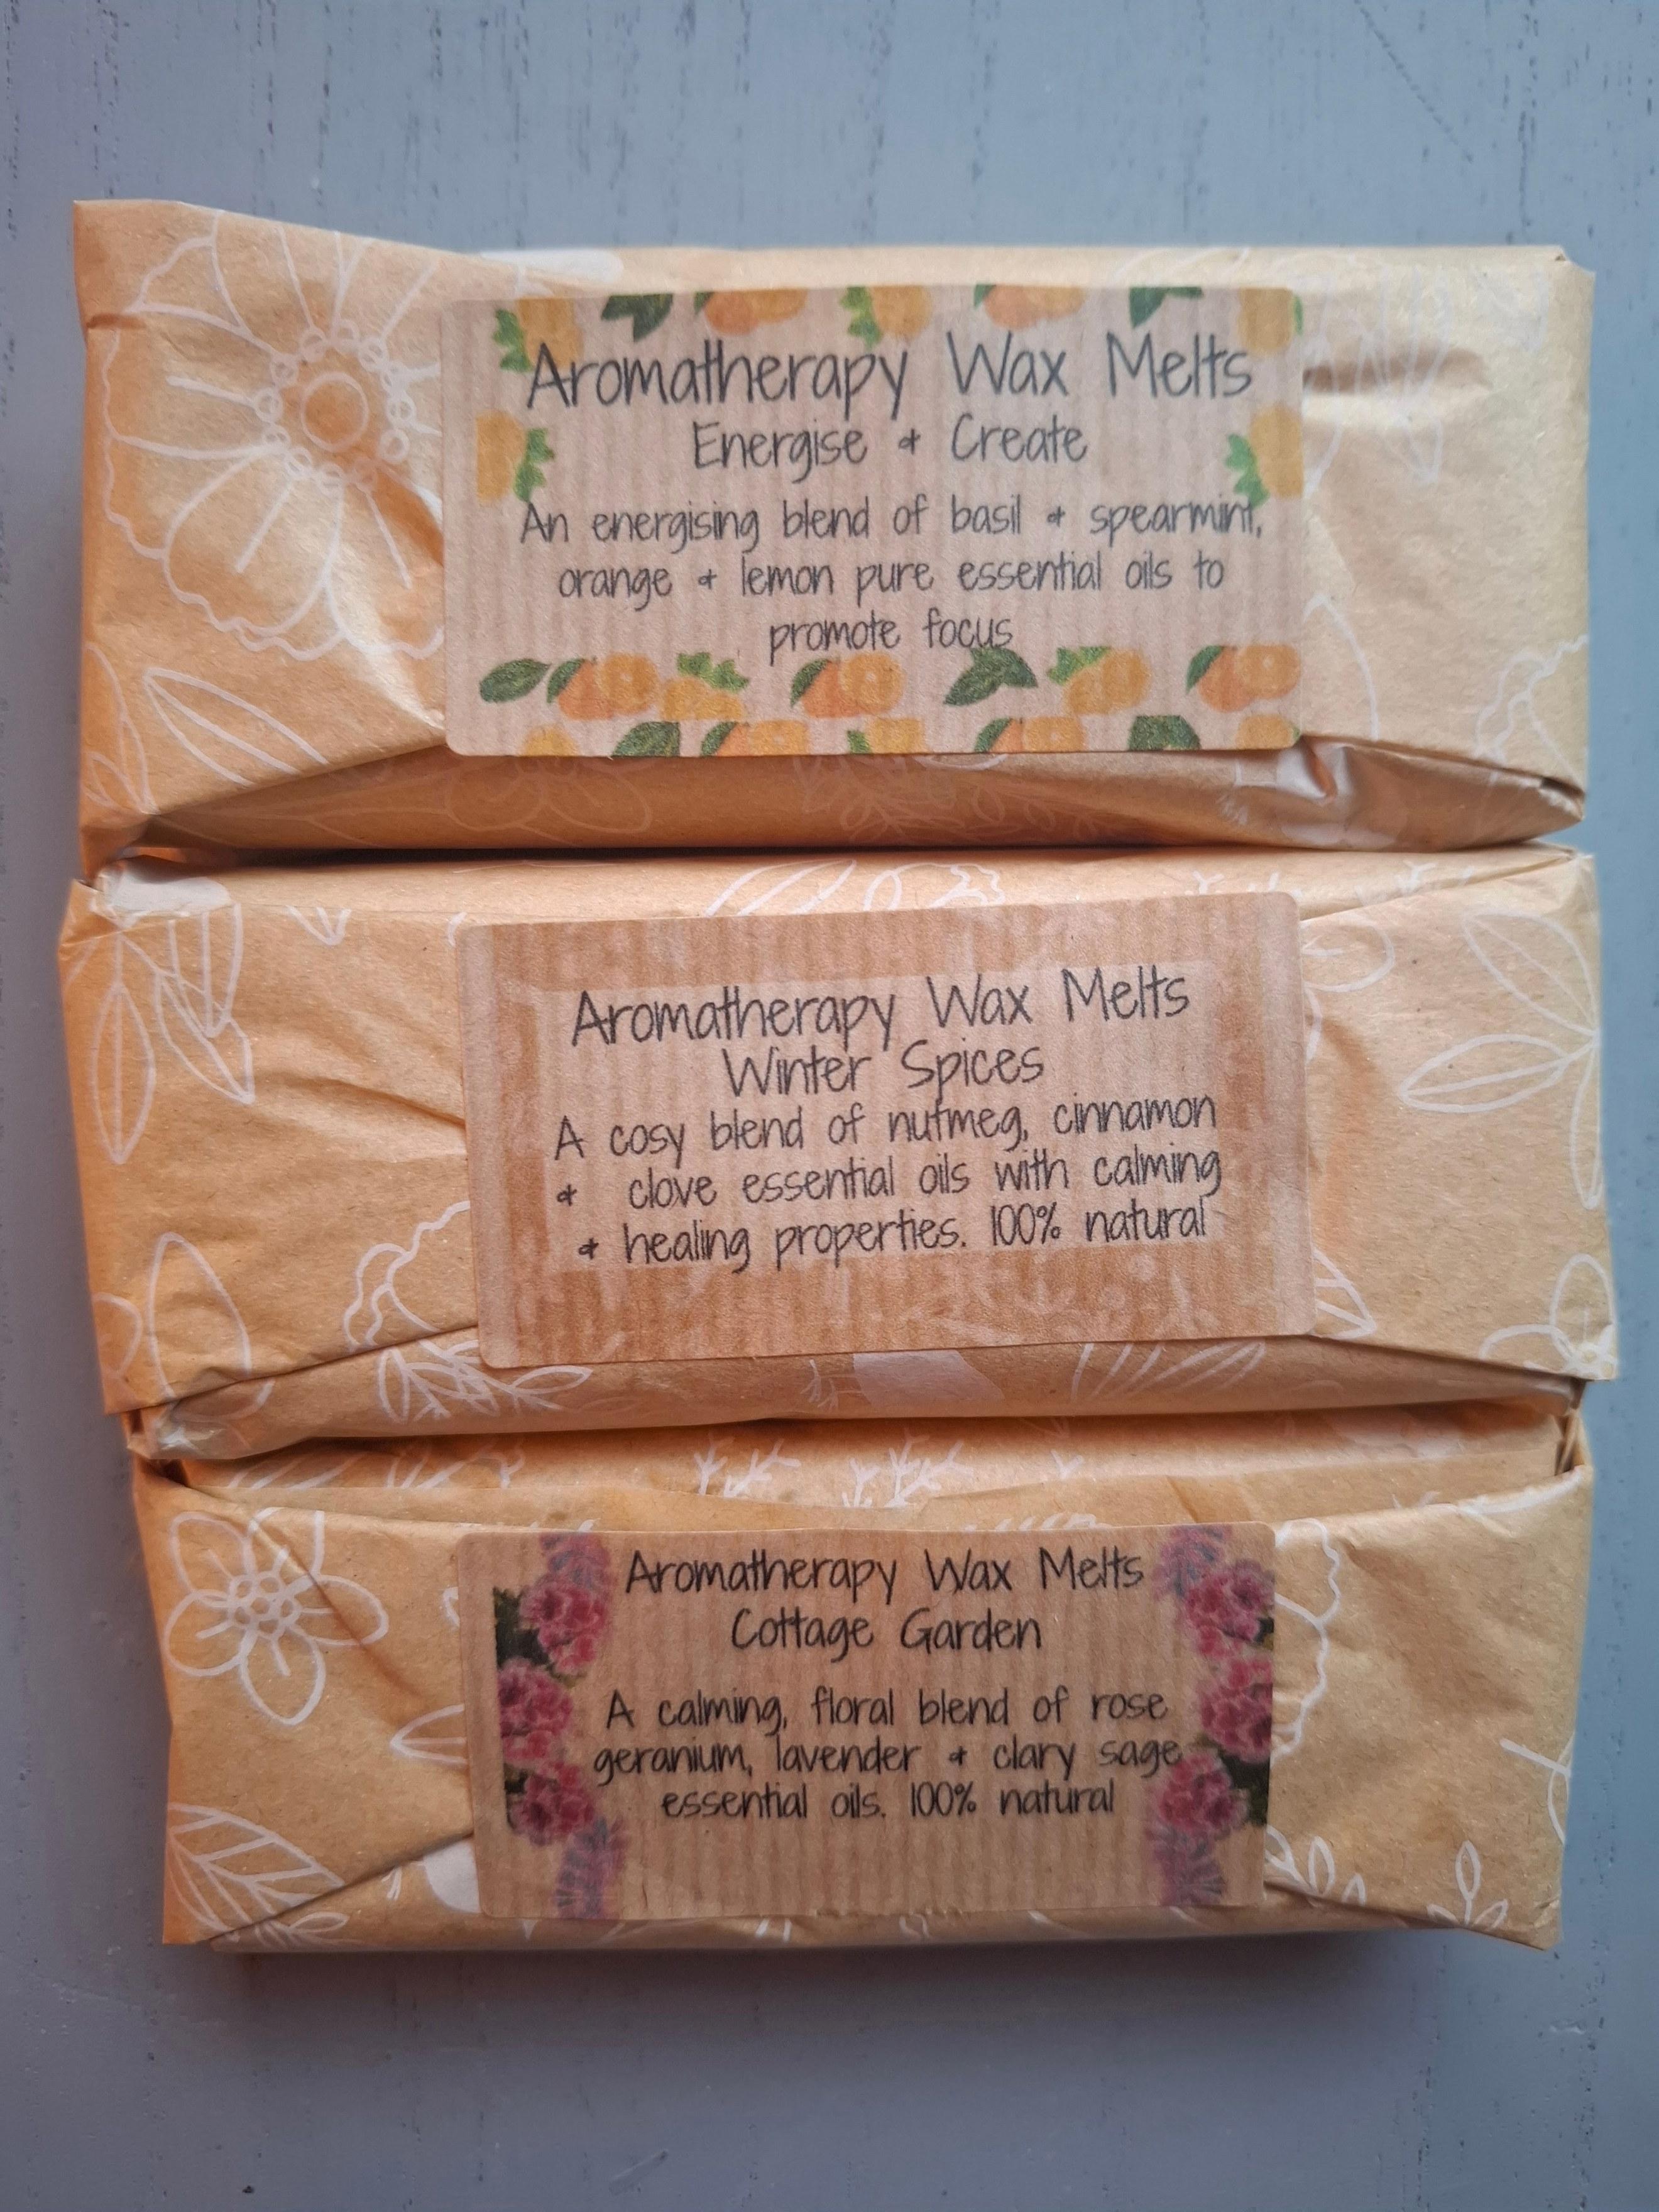 Aromatherapy Wax Melts
Energise & Create
An energising blend of basil & spearmint,
orange & lemon pure essential oils to
promote focus
Aromatherapy Wax Melts
Winter Spices
A cosy blend of nutmeg, cinnamon
& clove essential oils with calming
& healing properties. 100% natural
Aromatherapy Wax Melts
Cottage Garden
A calming, floral blend of rose
geranium, lavender & clary sage
essential oils. 100% natural